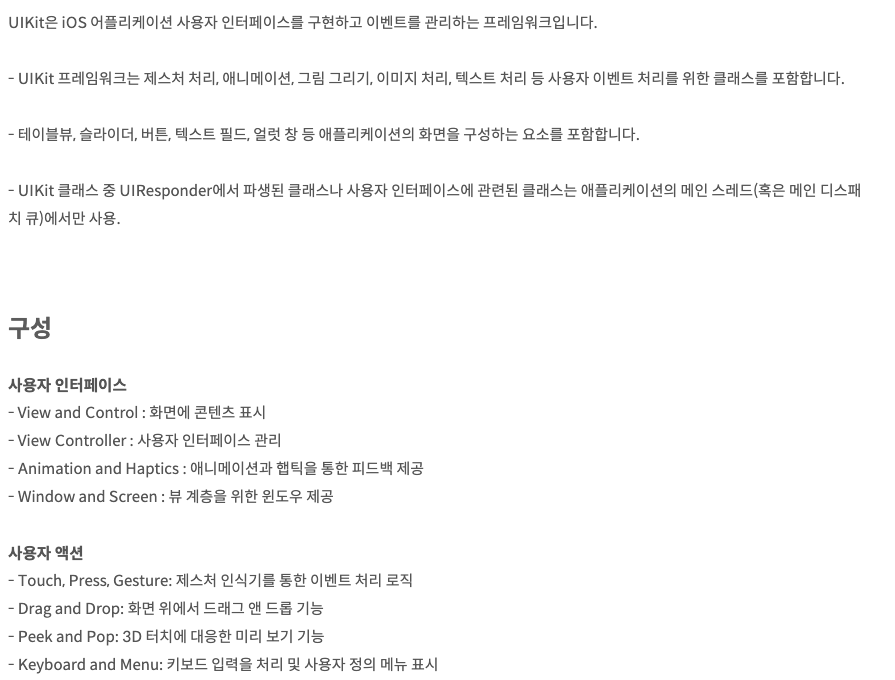 UIKit은 iOS 어플리케이션 사용자 인터페이스를 구현하고 이벤트를 관리하는 프레임워크입니다.
- UIKit 프레임워크는 제스처 처리, 애니메이션, 그림 그리기, 이미지 처리, 텍스트 처리 등 사용자 이벤트 처리를 위한 클래스를 포함합니다.
- 테이블뷰, 슬라이더, 버튼, 텍스트 필드, 얼럿 창 등 애플리케이션의 화면을 구성하는 요소를 포함합니다.
- UIKit 클래스 중 UIResponder에서 파생된 클래스나 사용자 인터페이스에 관련된 클래스는 애플리케이션의 메인 스레드(혹은 메인 디스패
치 큐)에서만 사용.
구성
사용자 인터페이스
- View and Control : 화면에 콘텐츠 표시
- View Controller : 사용자 인터페이스 관리
- Animation and Haptics : 애니메이션과 햅틱을 통한 피드백 제공
- Window and Screen : 뷰 계층을 위한 윈도우 제공
사용자 액션
- Touch, Press, Gesture: 제스처 인식기를 통한 이벤트 처리 로직
- Drag and Drop: 화면 위에서 드래그 앤 드롭 기능
- Peek and Pop: 3D 터치에 대응한 미리 보기 기능
- Keyboard and Menu: 키보드 입력을 처리 및 사용자 정의 메뉴 표시